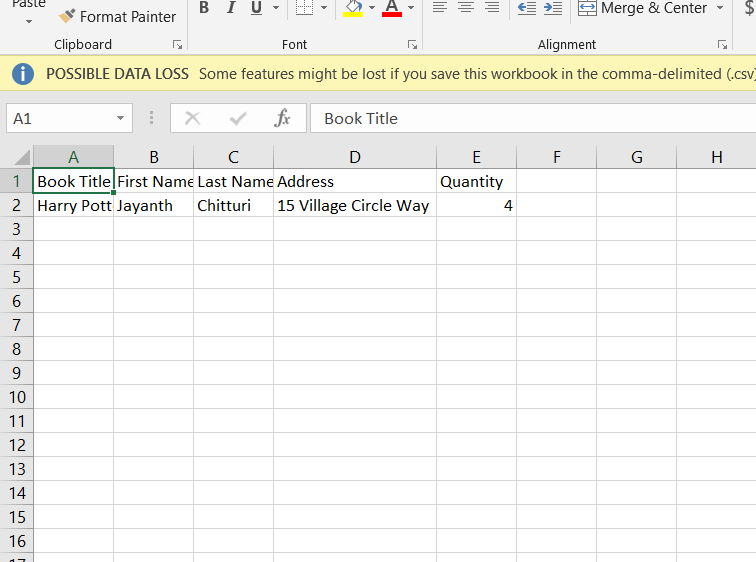 Paste
Format Painter
B I U A Merge & Center $
Clipboard Font Alignment
POSSIBLE DATA LOSS Some features might be lost if you save this workbook in the comma-delimited (.csv)
A1 fx Book Title
A B C D E F G H
1 Book Title First Name Last Name Address Quantity
2 Harry Pott Jayanth Chitturi 15 Village Circle Way 4
3
4
5
6
7
8
9
10
11
12
13
14
15
16
17